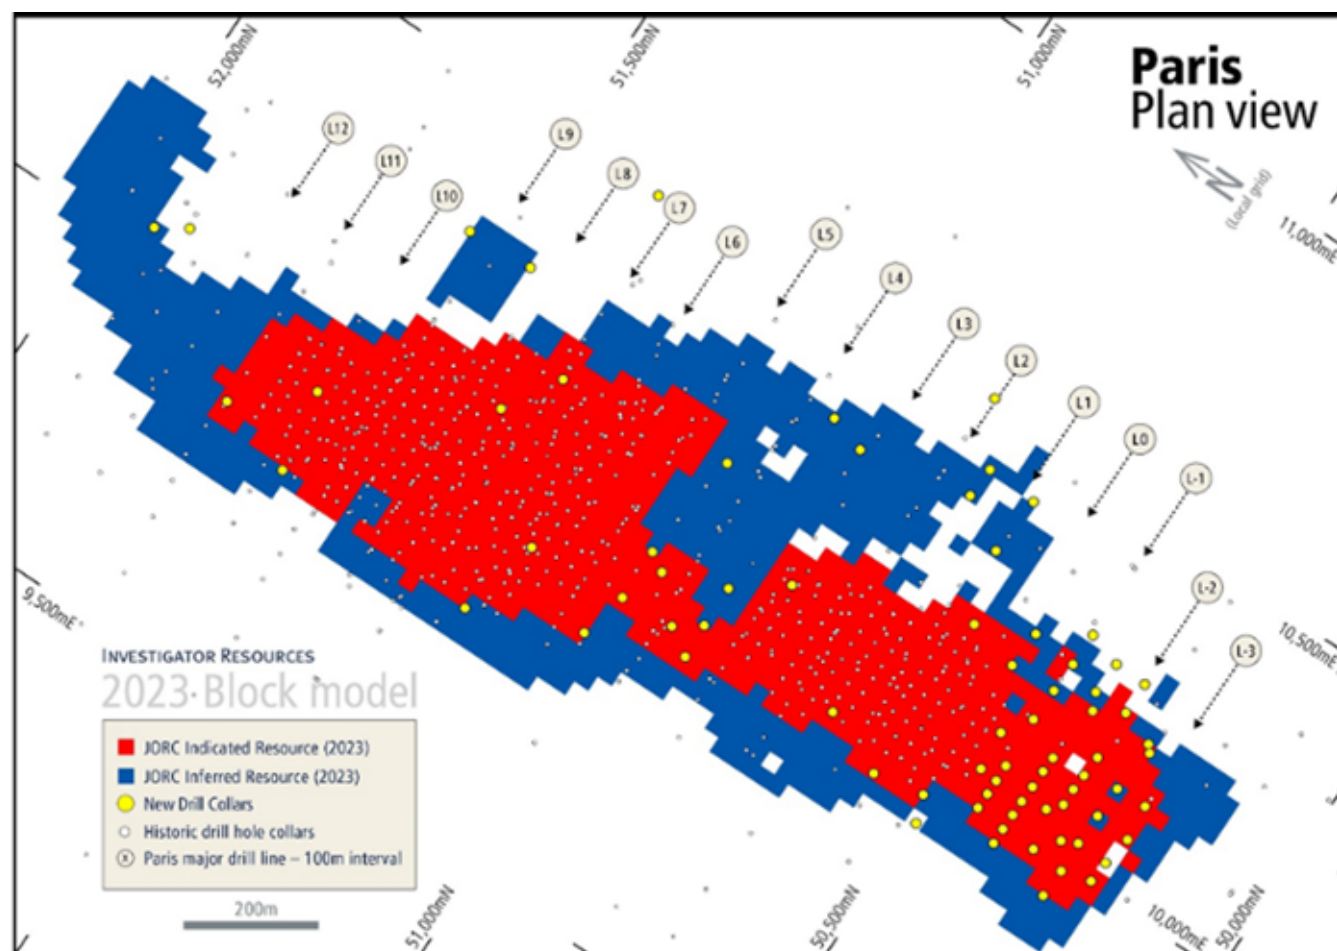 52,000mN
51,500mN
51,000mN
Paris
Plan view
N
(Local grid)
11,000mE
L12
L11
L10
L9
L8
L7
L6
L5
L4
L3
L2
L1
L0
L-1
L-2
L-3
9,500mE
10,500mE
INVESTIGATOR RESOURCES
2023·Block model
JORC Indicated Resource (2023)
JORC Inferred Resource (2023)
New Drill Collars
Historic drill hole collars
x
Paris major drill line – 100m interval
200m
51,000mN
50,500mN
10,000mE
50,000mN